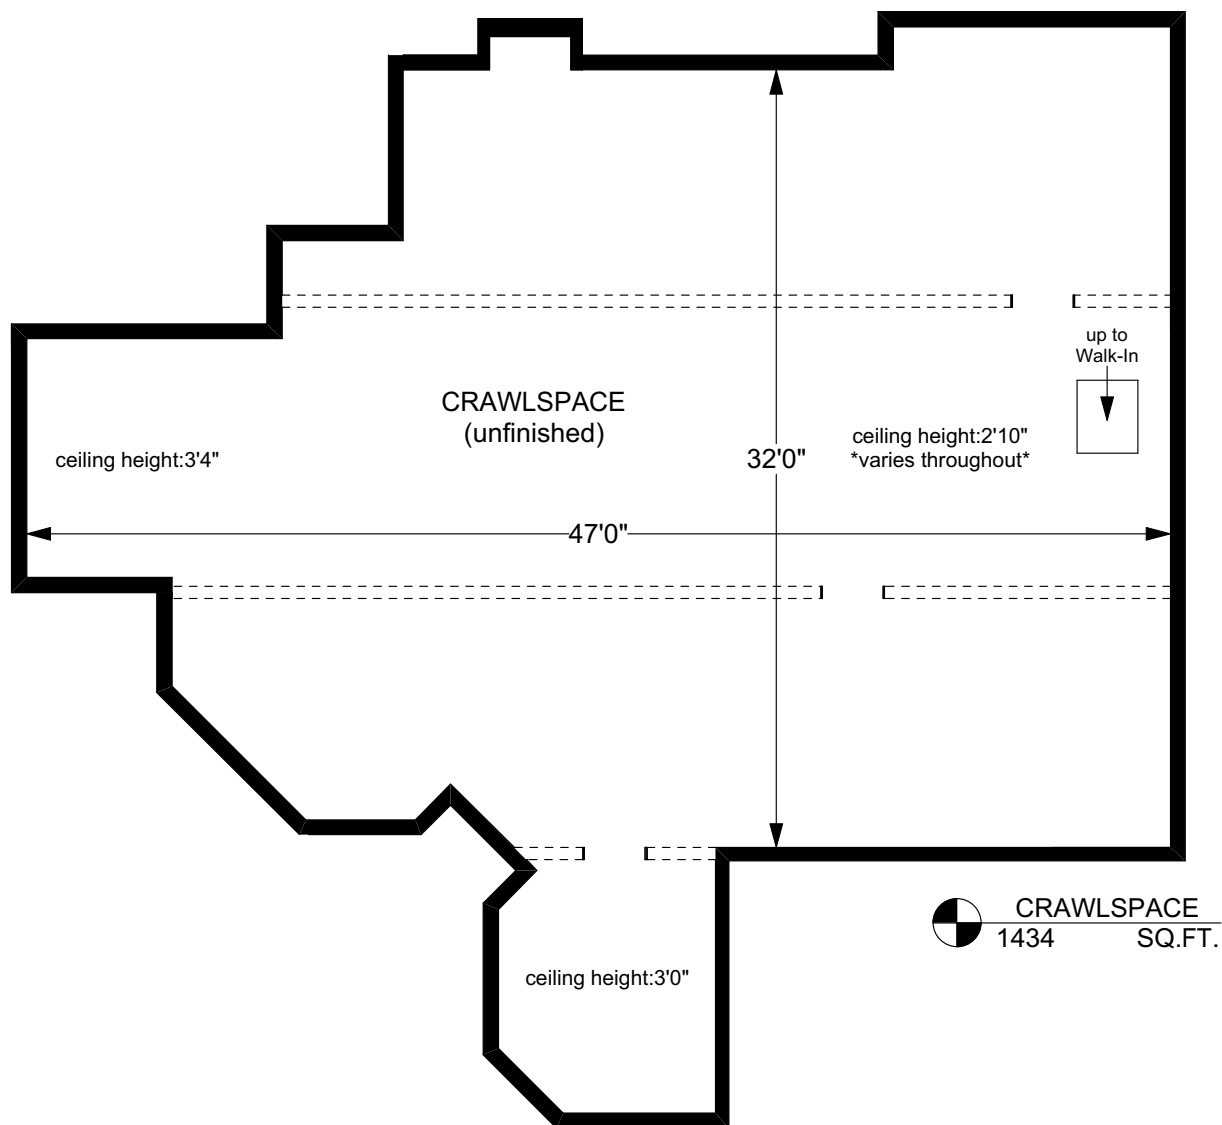 up to
Walk-In
CRAWLSPACE
(unfinished)
ceiling height:2'10"
*varies throughout*
ceiling height:3'4"
32'0"
47'0"
CRAWLSPACE
1434 SQ.FT.
ceiling height:3'0"